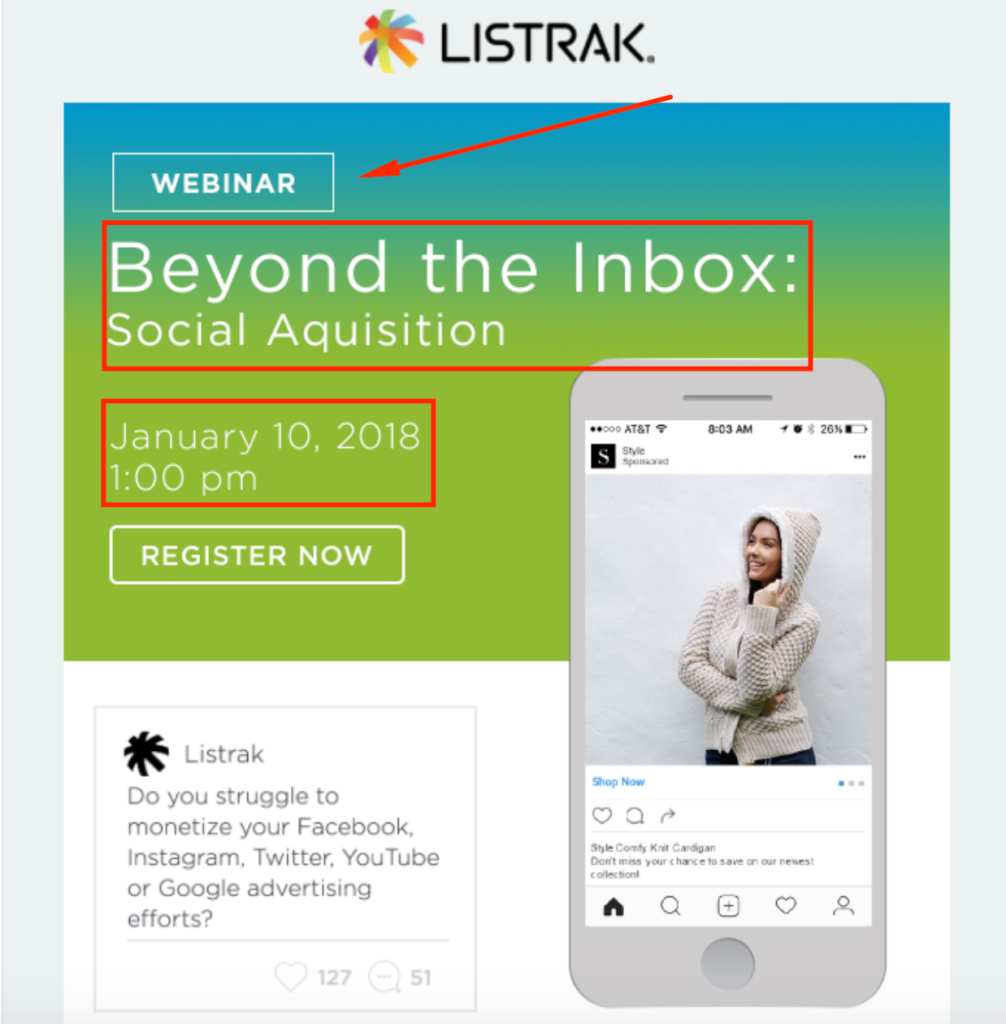 LISTRAK
WEBINAR
Beyond the Inbox:
Social Aquisition
January 10, 2018
1:00 pm
REGISTER NOW
AT&T 8:03 AM 26%
S Style
Sponsored
Shop Now
Style Comfy Knit Cardigan
Don't miss your chance to save on our newest
collection!
Listrak
Do you struggle to
monetize your Facebook,
Instagram, Twitter, YouTube
or Google advertising
efforts?
127 51